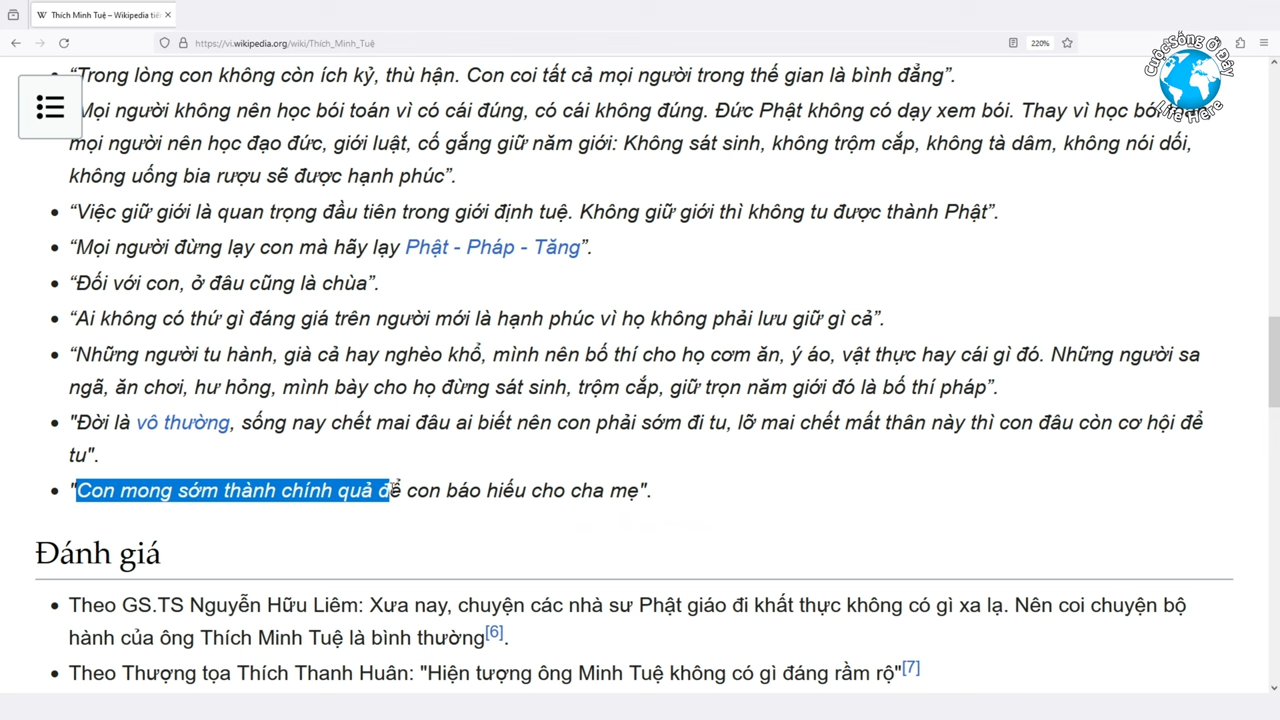 Thích Minh Tuệ – Wikipedia tiế
https://vi.wikipedia.org/wiki/Thích_Minh_Tuệ
220%
Cuộc Sống Ở Đây
Life Here
“Trong lòng con không còn ích kỷ, thù hận. Con coi tất cả mọi người trong thế gian là bình đẳng”.
Mọi người không nên học bói toán vì có cái đúng, có cái không đúng. Đức Phật không có dạy xem bói. Thay vì học bói
mọi người nên học đạo đức, giới luật, cố gắng giữ năm giới: Không sát sinh, không trộm cắp, không tà dâm, không nói dối,
không uống bia rượu sẽ được hạnh phúc”.
“Việc giữ giới là quan trọng đầu tiên trong giới định tuệ. Không giữ giới thì không tu được thành Phật”.
“Mọi người đừng lạy con mà hãy lạy Phật - Pháp - Tăng”.
“Đối với con, ở đâu cũng là chùa”.
“Ai không có thứ gì đáng giá trên người mới là hạnh phúc vì họ không phải lưu giữ gì cả”.
“Những người tu hành, già cả hay nghèo khổ, mình nên bố thí cho họ cơm ăn, ý áo, vật thực hay cái gì đó. Những người sa
ngã, ăn chơi, hư hỏng, mình bày cho họ đừng sát sinh, trộm cắp, giữ trọn năm giới đó là bố thí pháp”.
"Đời là vô thường, sống nay chết mai đâu ai biết nên con phải sớm đi tu, lỡ mai chết mất thân này thì con đâu còn cơ hội để
tu".
"Con mong sớm thành chính quả để con báo hiếu cho cha mẹ".
Đánh giá
Theo GS.TS Nguyễn Hữu Liêm: Xưa nay, chuyện các nhà sư Phật giáo đi khất thực không có gì xa lạ. Nên coi chuyện bộ
hành của ông Thích Minh Tuệ là bình thường[6].
Theo Thượng tọa Thích Thanh Huân: "Hiện tượng ông Minh Tuệ không có gì đáng rầm rộ"[7]